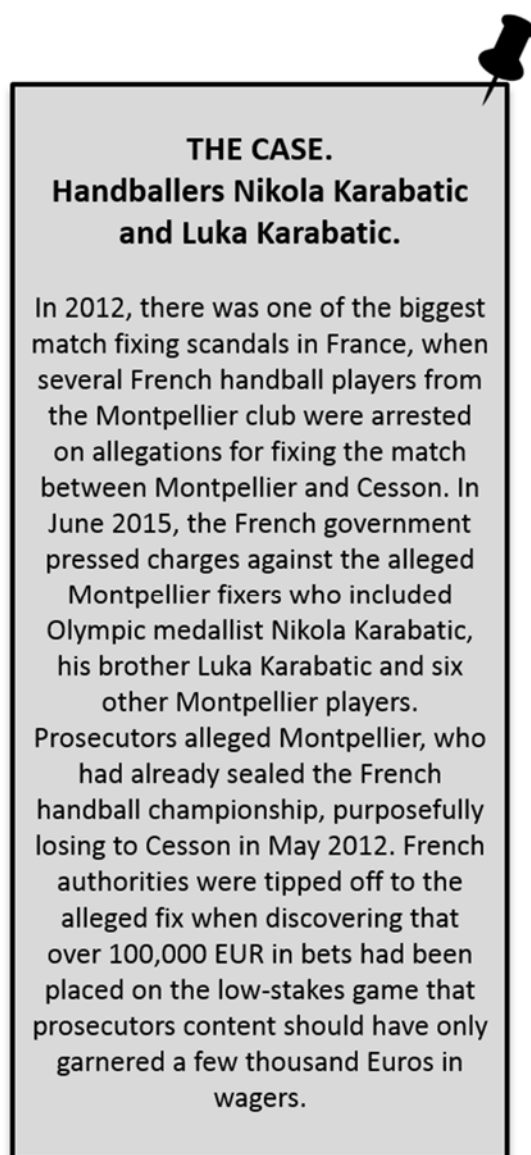 THE CASE.
Handballers Nikola Karabatic
and Luka Karabatic.
In 2012, there was one of the biggest
match fixing scandals in France, when
several French handball players from
the Montpellier club were arrested
on allegations for fixing the match
between Montpellier and Cesson. In
June 2015, the French government
pressed charges against the alleged
Montpellier fixers who included
Olympic medallist Nikola Karabatic,
his brother Luka Karabatic and six
other Montpellier players.
Prosecutors alleged Montpellier, who
had already sealed the French
handball championship, purposefully
losing to Cesson in May 2012. French
authorities were tipped off to the
alleged fix when discovering that
over 100,000 EUR in bets had been
placed on the low-stakes game that
prosecutors content should have only
garnered a few thousand Euros in
wagers.